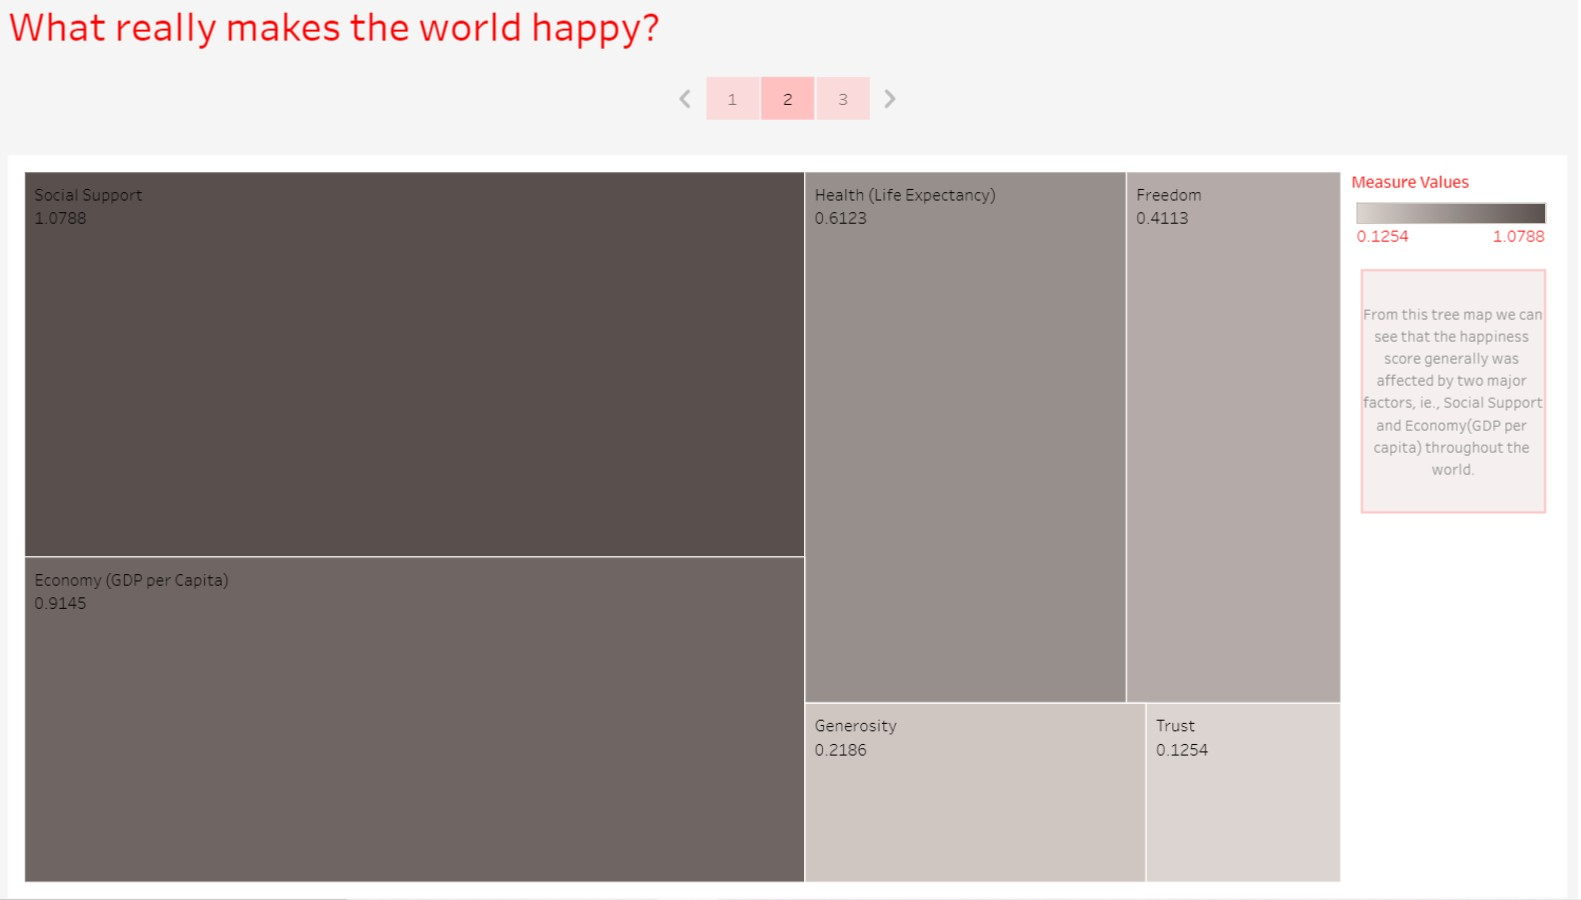 What really makes the world happy?
1
2
3
Social Support
1.0788
Health (Life Expectancy)
0.6123
Freedom
0.4113
Economy (GDP per Capita)
0.9145
Generosity
0.2186
Trust
0.1254
Measure Values
0.1254 1.0788
From this tree map we can
see that the happiness
score generally was
affected by two major
factors, ie., Social Support
and Economy(GDP per
capita) throughout the
world.